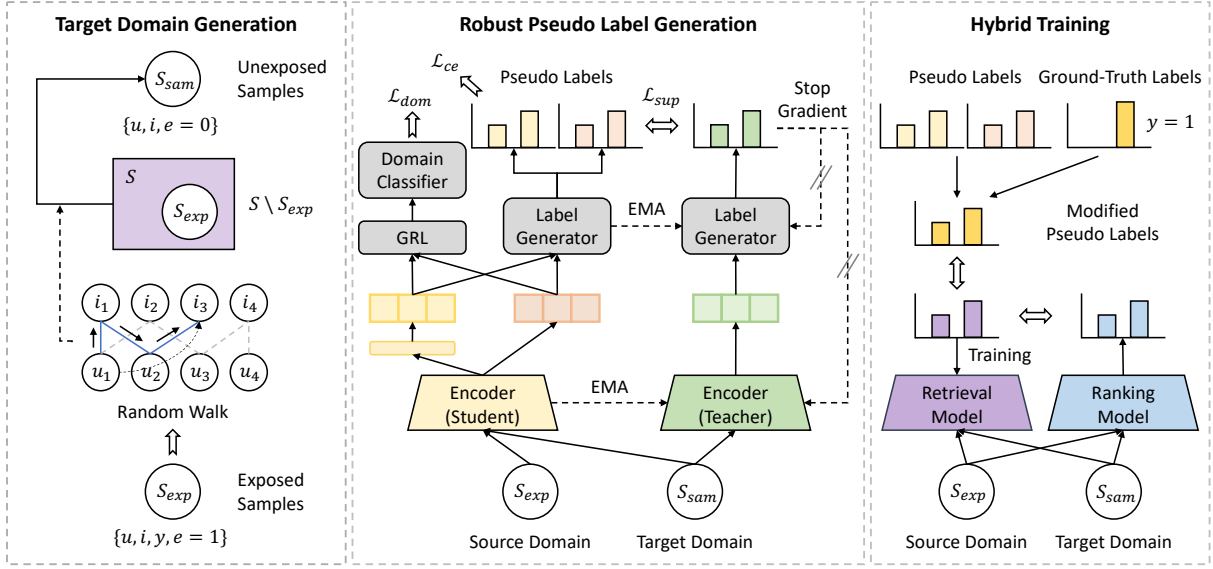 Target Domain Generation
S_sam
Unexposed
Samples
{u, i, e = 0}
S
S_exp
S \ S_exp
i_1
i_2
i_3
i_4
u_1
u_2
u_3
u_4
Random Walk
S_exp
Exposed
Samples
{u, i, y, e = 1}
Robust Pseudo Label Generation
ℒ_ce
Pseudo Labels
ℒ_dom
ℒ_sup
Stop
Gradient
Domain
Classifier
GRL
Label
Generator
EMA
Label
Generator
Encoder
(Student)
EMA
Encoder
(Teacher)
S_exp
S_sam
Source Domain
Target Domain
Hybrid Training
Pseudo Labels
Ground-Truth Labels
y = 1
Modified
Pseudo Labels
Training
Retrieval
Model
Ranking
Model
S_exp
S_sam
Source Domain
Target Domain